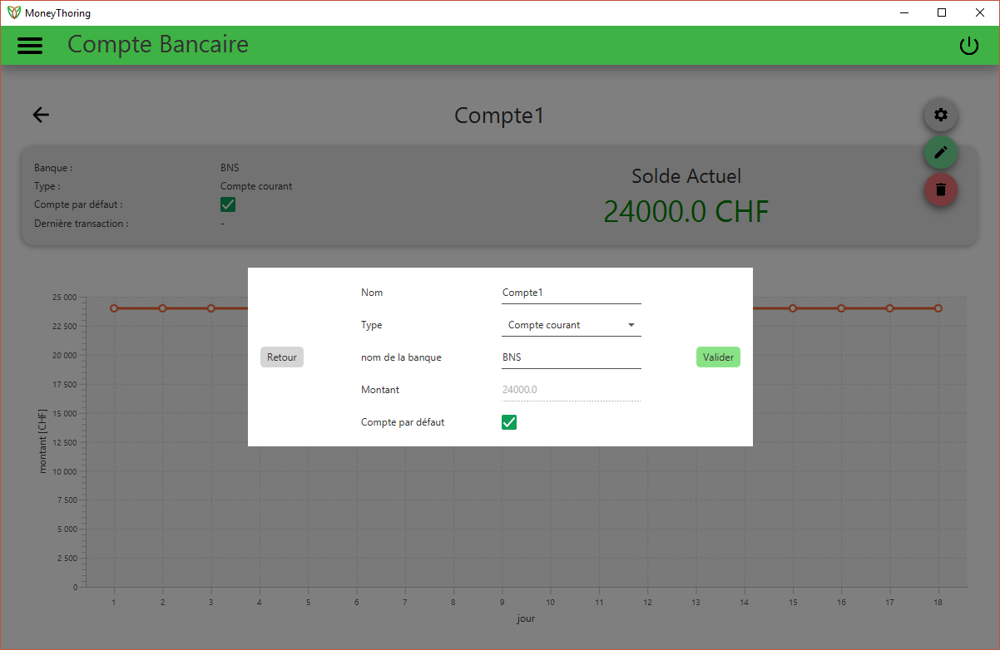 MoneyThoring
Compte Bancaire
Compte1
Banque :
BNS
Type :
Compte courant
Compte par défaut :
Dernière transaction :
-
Solde Actuel
24000.0 CHF
Nom
Compte1
Type
Compte courant
Retour
nom de la banque
BNS
Valider
Montant
24000.0
Compte par défaut
montant [CHF]
25 000
22 500
20 000
17 500
15 000
12 500
10 000
7 500
5 000
2 500
0
1 2 3 4 5 6 7 8 9 10 11 12 13 14 15 16 17 18
jour